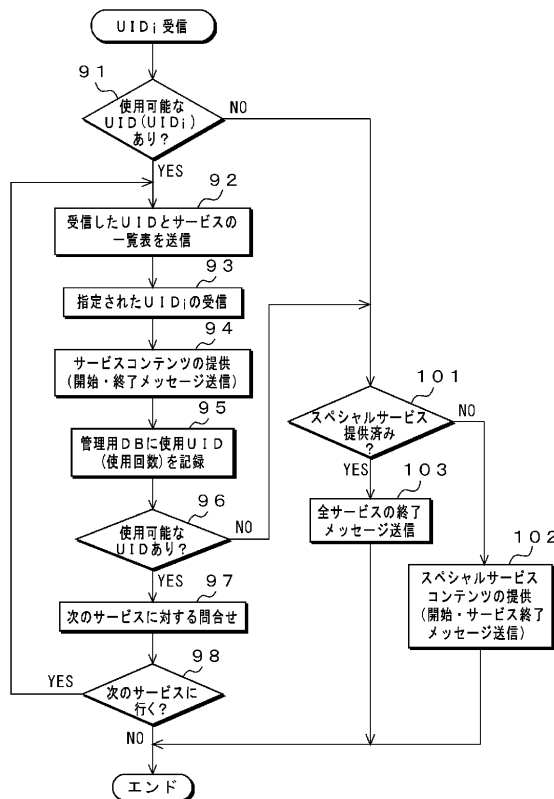 UIDi 受信
91
使用可能な
UID(UIDi)
あり?
NO
YES
92
受信したUIDとサービスの
一覧表を送信
93
指定されたUIDiの受信
94
サービスコンテンツの提供
(開始・終了メッセージ送信)
95
管理用DBに使用UID
(使用回数)を記録
96
使用可能な
UIDあり?
NO
YES
97
次のサービスに対する問合せ
98
次のサービスに
行く?
YES
NO
エンド
101
スペシャルサービス
提供済み
?
NO
YES
103
全サービスの終了
メッセージ送信
102
スペシャルサービス
コンテンツの提供
(開始・サービス終了
メッセージ送信)